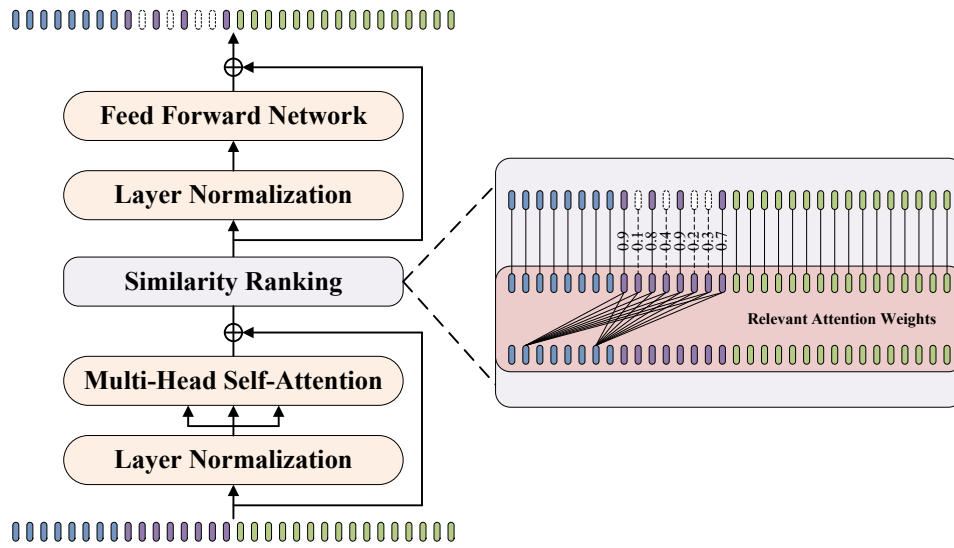 Feed Forward Network
Layer Normalization
Similarity Ranking
Multi-Head Self-Attention
Layer Normalization
0.9
0.1
0.8
0.4
0.9
0.2
0.3
0.7
Relevant Attention Weights